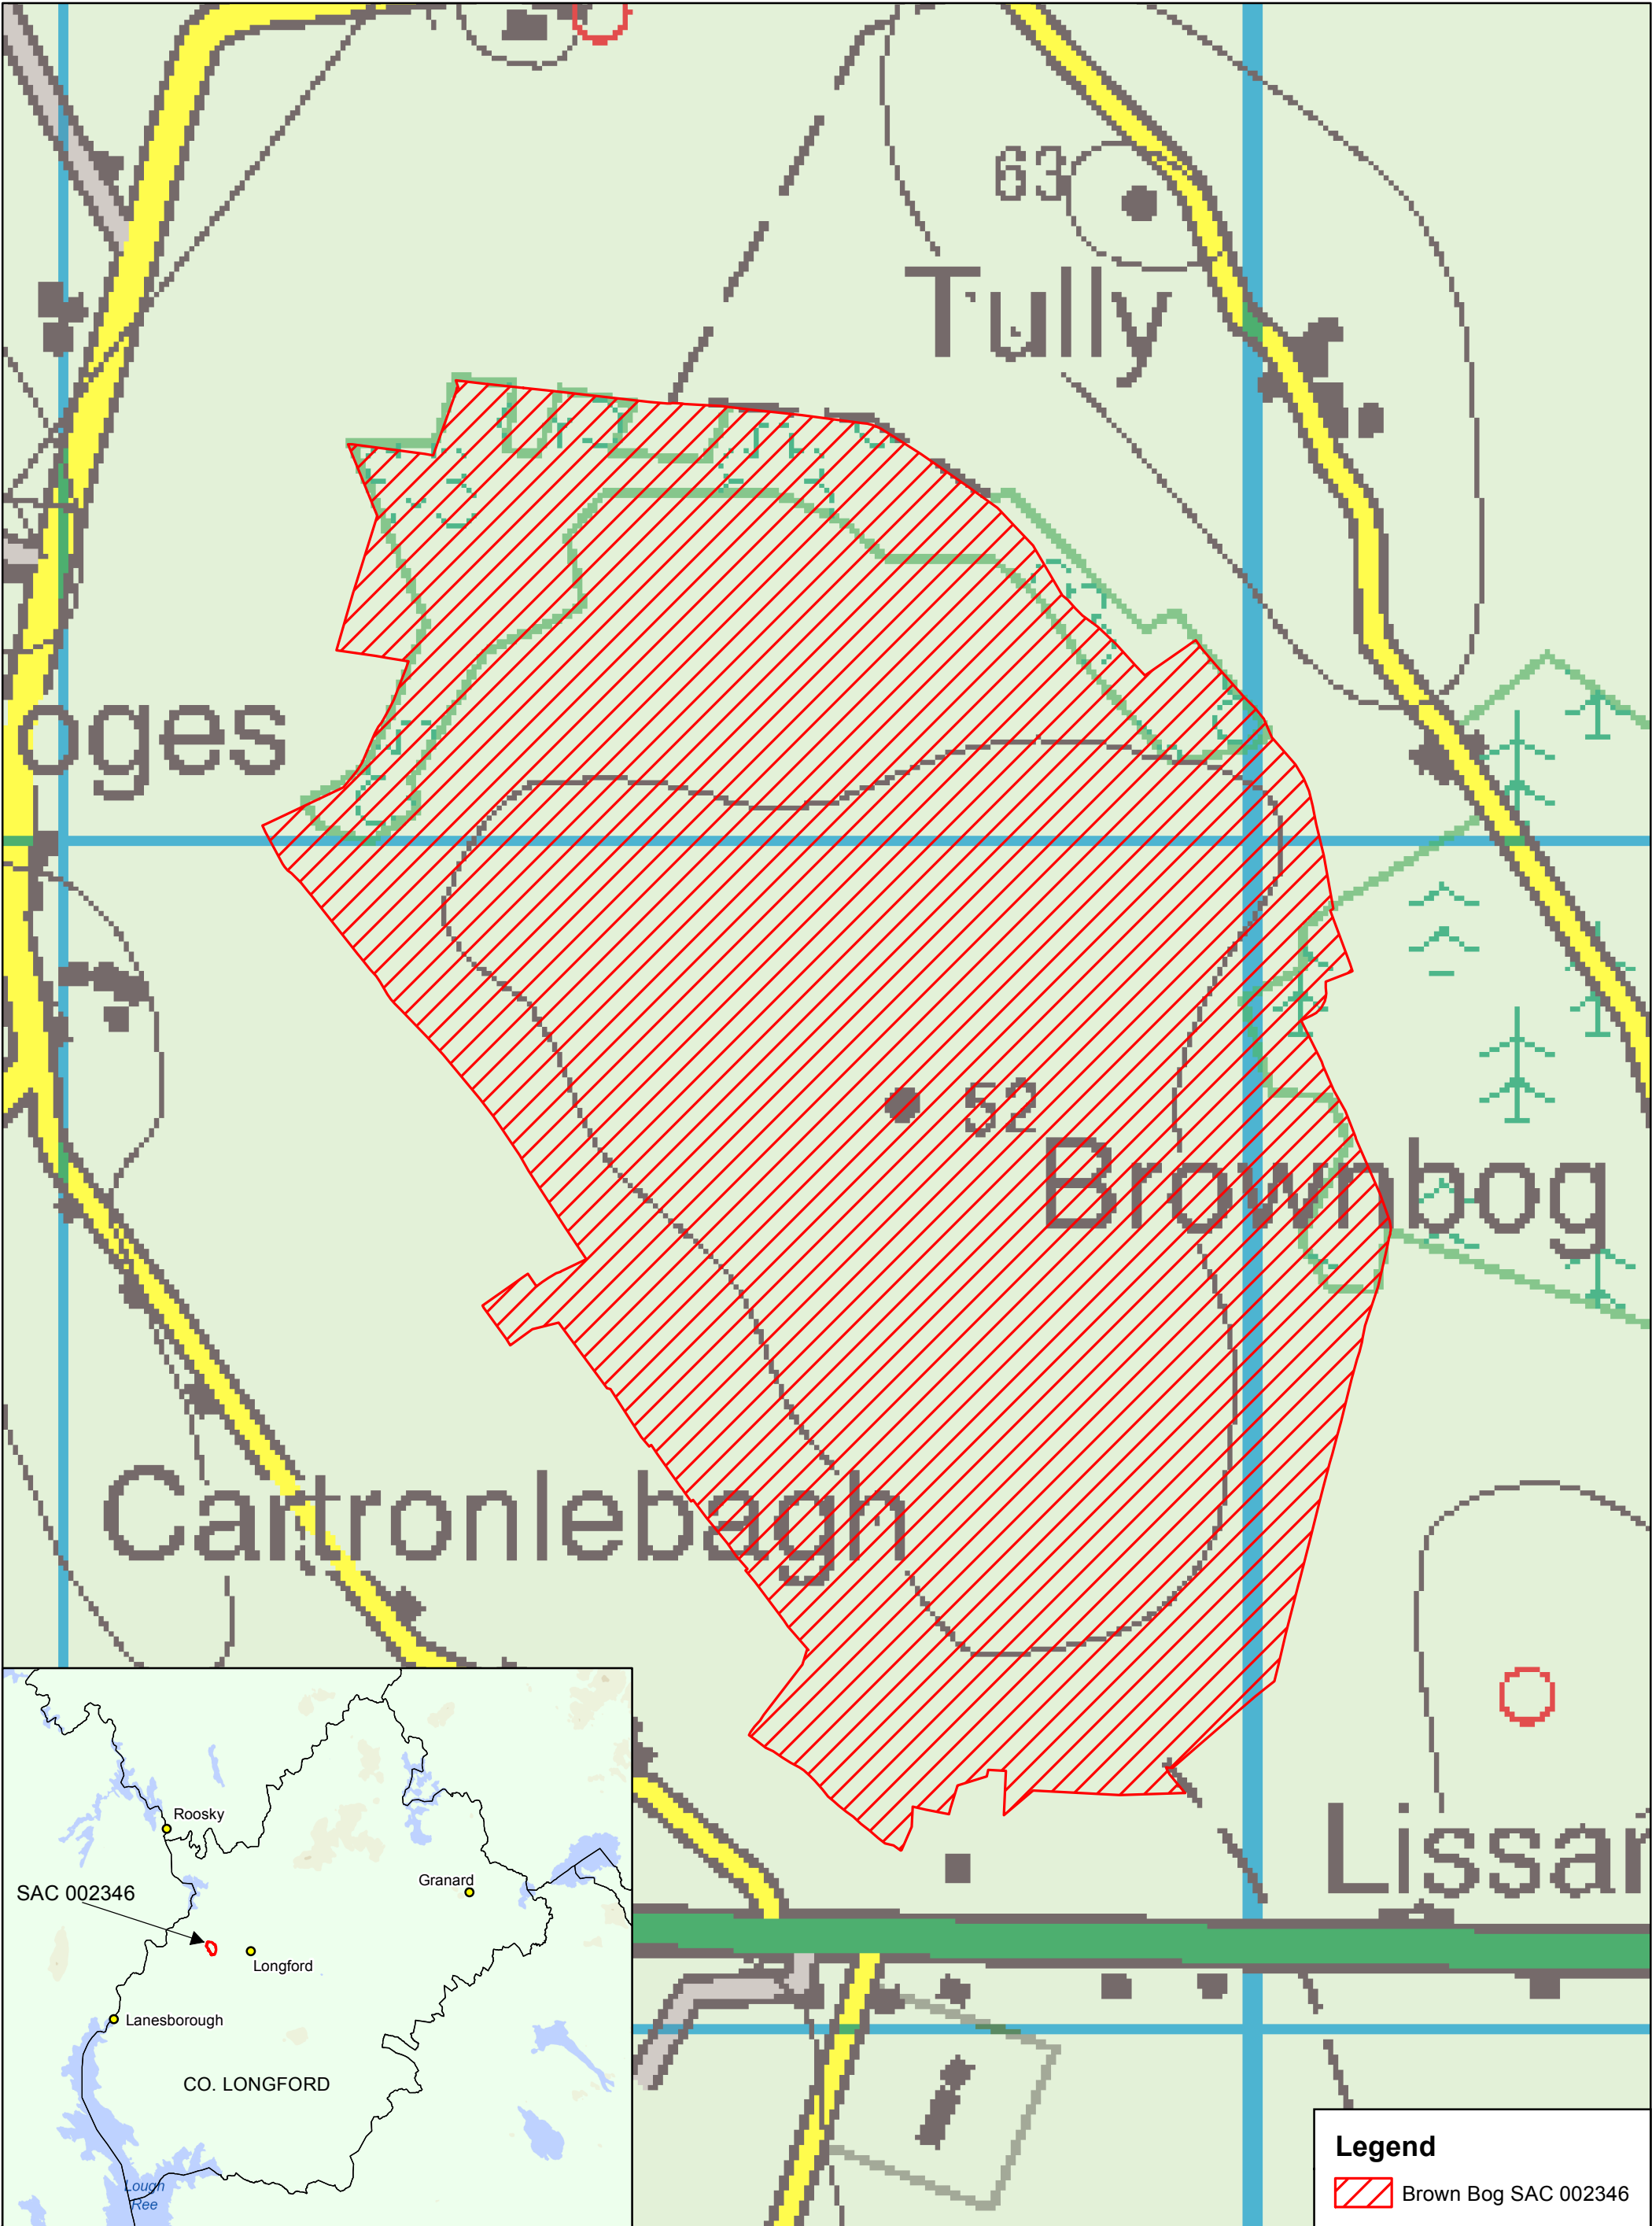 63
Tully
oges
52
Brownbog
Cartronlebagh
Lissar
Roosky
Granard
SAC 002346
Longford
Lanesborough
CO. LONGFORD
Lough
Ree
Legend
Brown Bog SAC 002346